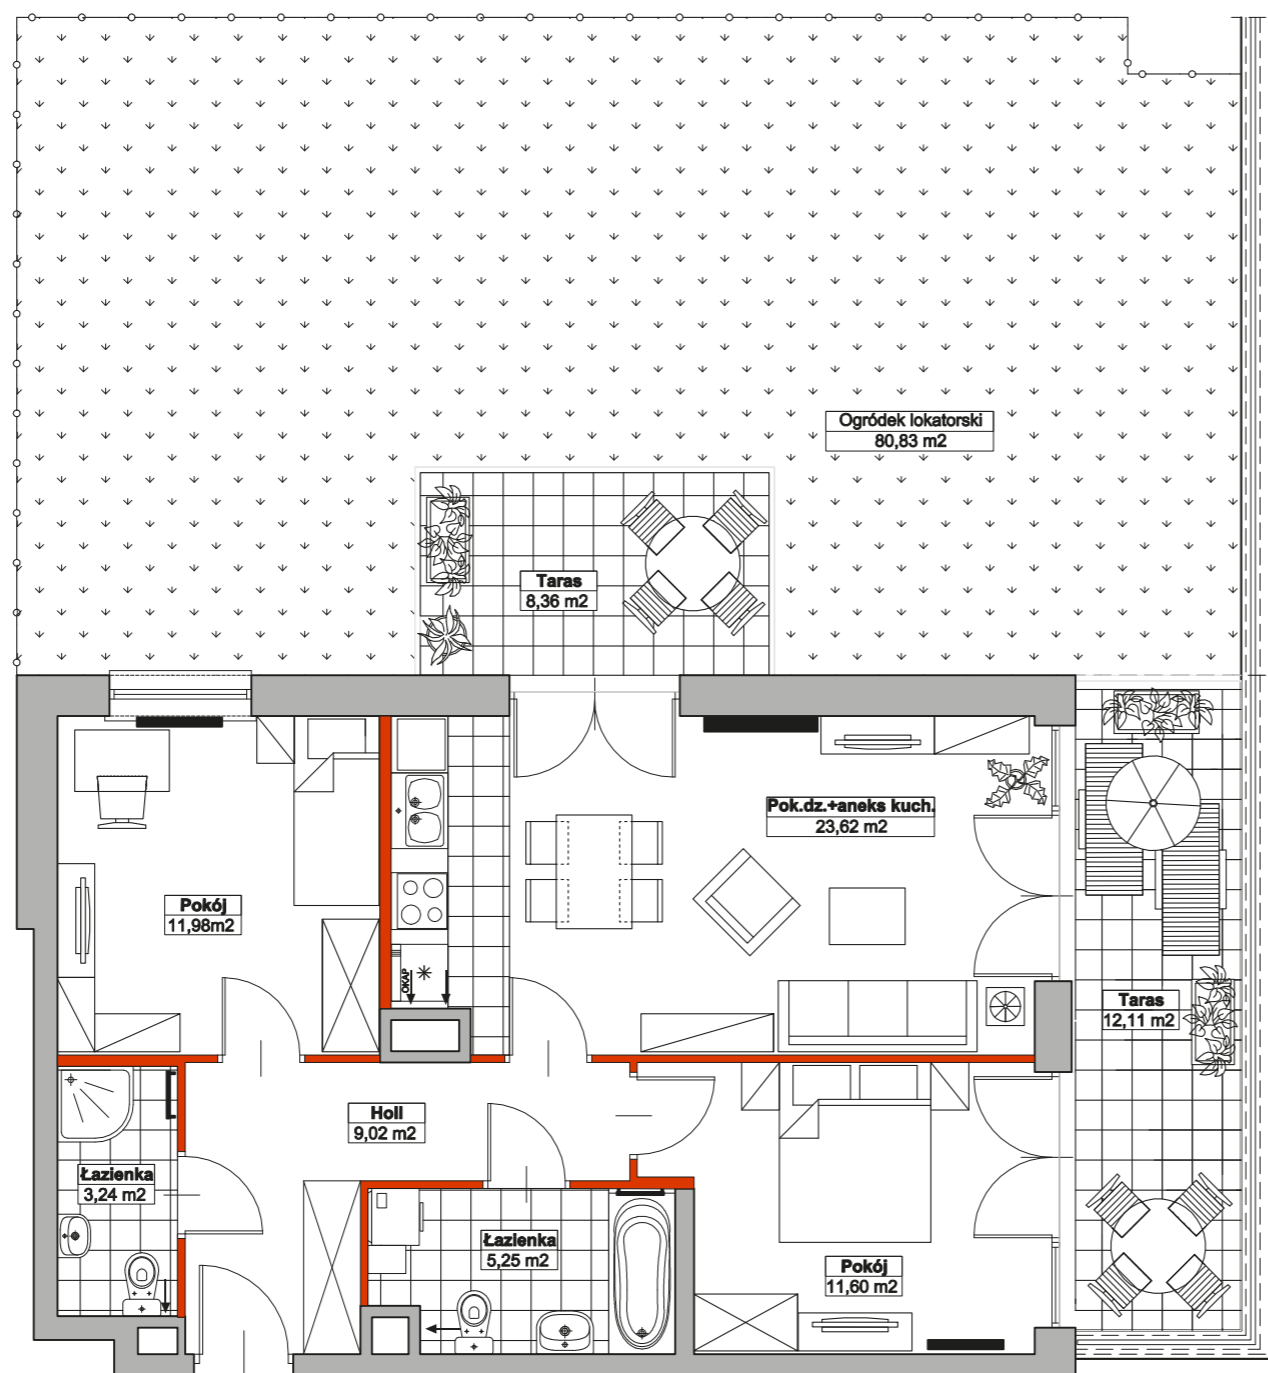 Ogródek lokatorski
80,83 m2
Taras
8,36 m2
Pok.dz.+aneks kuch.
23,62 m2
Pokój
11,98m2
OKAP
Taras
12,11 m2
Holl
9,02 m2
Łazienka
3,24 m2
Łazienka
5,25 m2
Pokój
11,60 m2